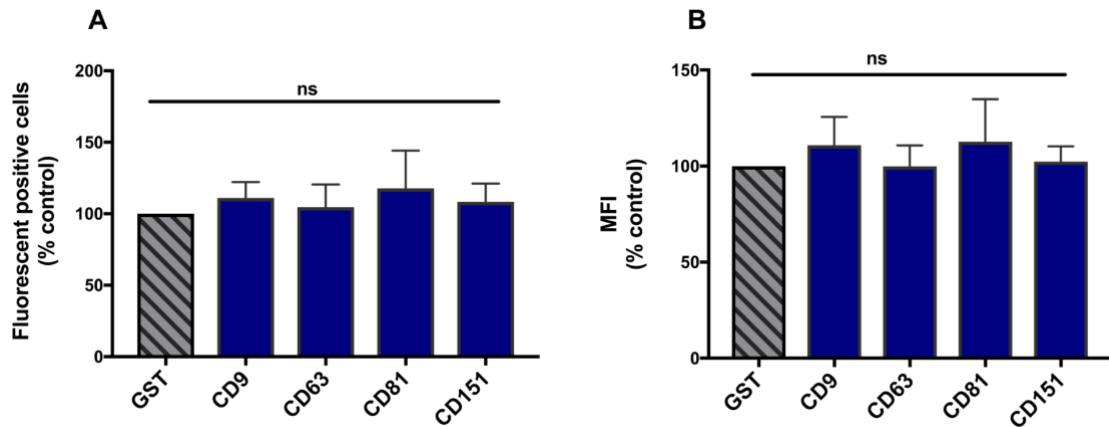 A
Fluorescent positive cells
(% control)
200
150
100
50
0
ns
GST
CD9
CD63
CD81
CD151
B
MFI
(% control)
150
100
50
0
ns
GST
CD9
CD63
CD81
CD151